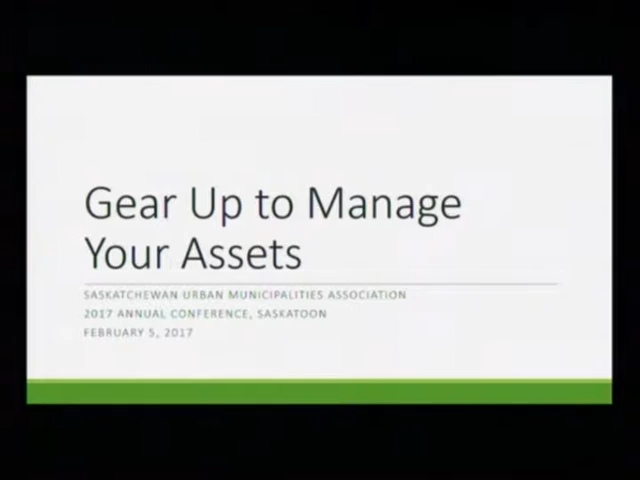 Gear Up to Manage
Your Assets
SASKATCHEWAN URBAN MUNICIPALITIES ASSOCIATION
2017 ANNUAL CONFERENCE, SASKATOON
FEBRUARY 5, 2017